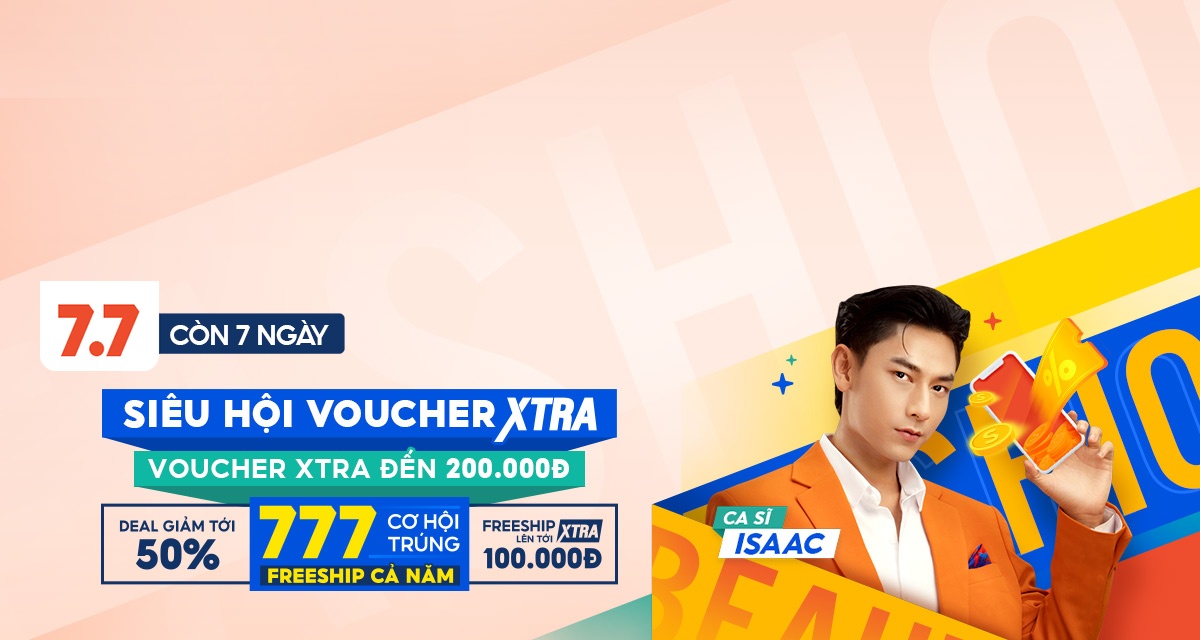 7.7
CÒN 7 NGÀY
SIÊU HỘI VOUCHER XTRA
VOUCHER XTRA ĐẾN 200.000Đ
DEAL GIẢM TỚI
50%
777
CƠ HỘI
TRÚNG
FREESHIP CẢ NĂM
FREESHIP
LÊN TỚI
XTRA
100.000Đ
CA SĨ
ISAAC